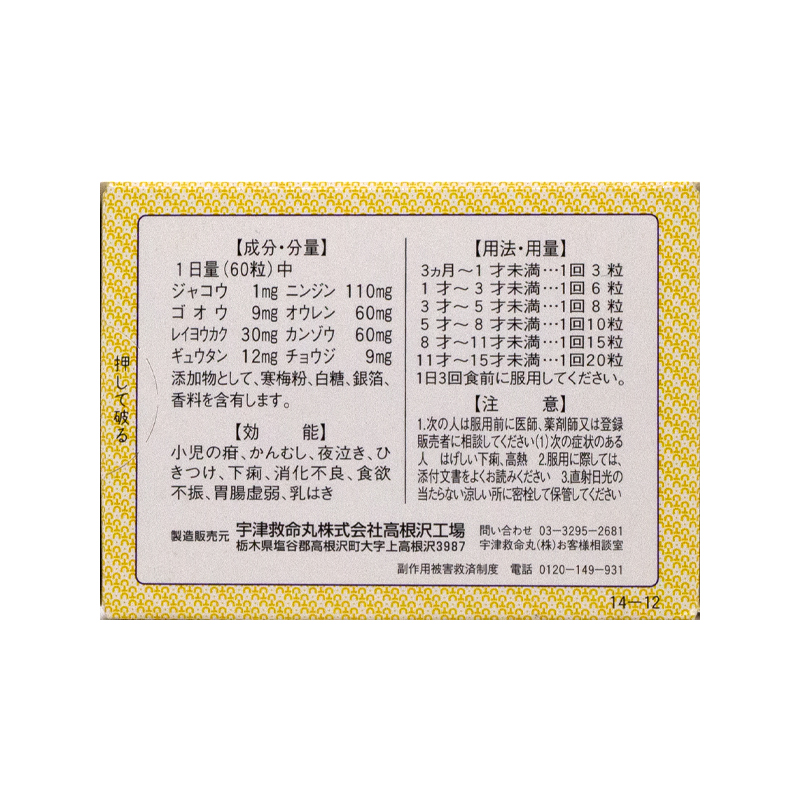 【成分・分量】
1日量(60粒)中
ジャコウ 1mg ニンジン 110mg
ゴオウ 9mg オウレン 60mg
レイヨウカク 30mg カンゾウ 60mg
ギュウタン 12mg チョウジ 9mg
添加物として、寒梅粉、白糖、銀箔、
香料を含有します。
【効 能】
小児の疳、かんむし、夜泣き、ひ
きつけ、下痢、消化不良、食欲
不振、胃腸虚弱、乳はき
【用法・用量】
3ヵ月～1才未満…1回 3 粒
1才～ 3 才未満…1回 6 粒
3才～ 5 才未満…1回 8 粒
5才～ 8 才未満…1回10粒
8才～11才未満…1回15粒
11才～15才未満…1回20粒
1日3回食前に服用してください。
【注 意】
1.次の人は服用前に医師、薬剤師又は登録
販売者に相談してください(1)次の症状のある
人 はげしい下痢、高熱 2.服用に際しては、
添付文書をよくお読みください 3.直射日光の
当たらない涼しい所に密栓して保管してください
製造販売元 宇津救命丸株式会社高根沢工場
栃木県塩谷郡高根沢町大字上高根沢3987
問い合わせ 03-3295-2681
宇津救命丸(株)お客様相談室
副作用被害救済制度 電話 0120-149-931
押して破る
14－12